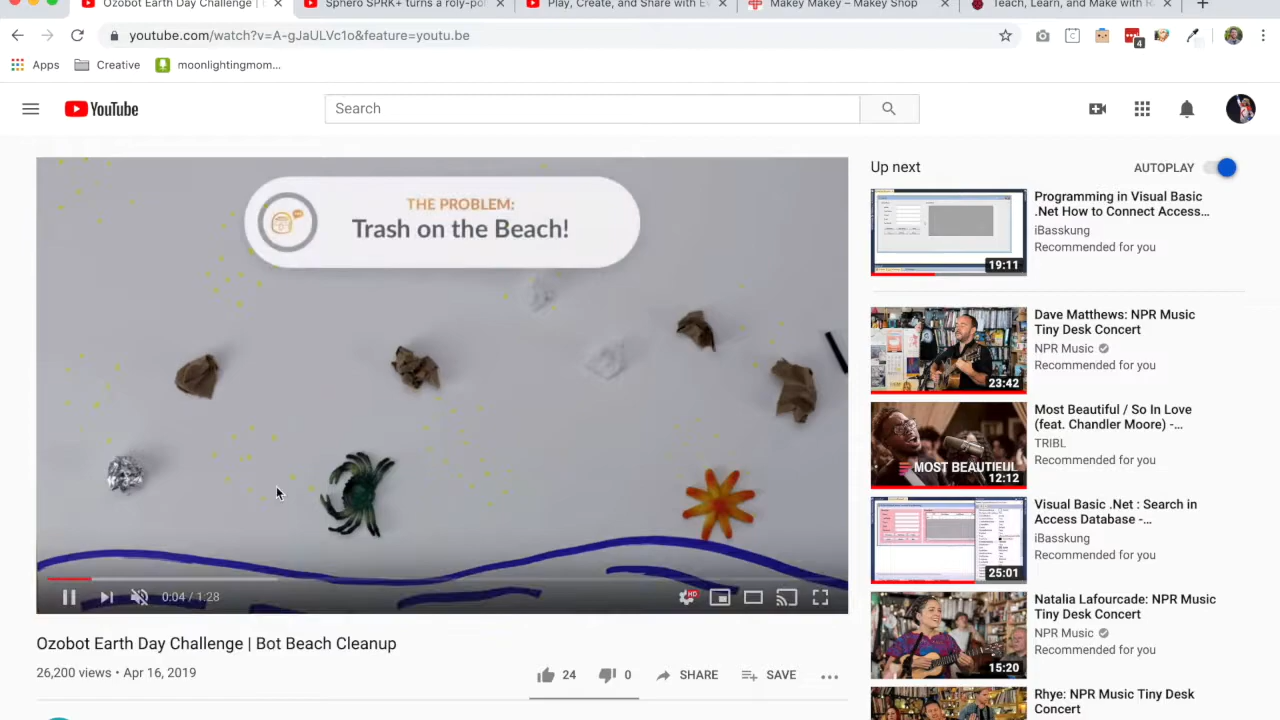 Ozobot Earth Day Challenge |
Sphero SPRK+ turns a roly-po
Play, Create, and Share with E
Makey Makey – Makey Shop
Teach, Learn, and Make with R
youtube.com/watch?v=A-gJaULVc1o&feature=youtu.be
4
Apps
Creative
moonlightingmom...
YouTube
Search
THE PROBLEM:
Trash on the Beach!
0:04 / 1:28
HD
Ozobot Earth Day Challenge | Bot Beach Cleanup
26,200 views • Apr 16, 2019
24
0
SHARE
SAVE
Up next
AUTOPLAY
19:11
Programming in Visual Basic
.Net How to Connect Access...
iBasskung
Recommended for you
23:42
Dave Matthews: NPR Music
Tiny Desk Concert
NPR Music
Recommended for you
MOST BEAUTIFUL
12:12
Most Beautiful / So In Love
(feat. Chandler Moore) -...
TRIBL
Recommended for you
25:01
Visual Basic .Net : Search in
Access Database -...
iBasskung
Recommended for you
15:20
Natalia Lafourcade: NPR Music
Tiny Desk Concert
NPR Music
Recommended for you
Rhye: NPR Music Tiny Desk
Concert